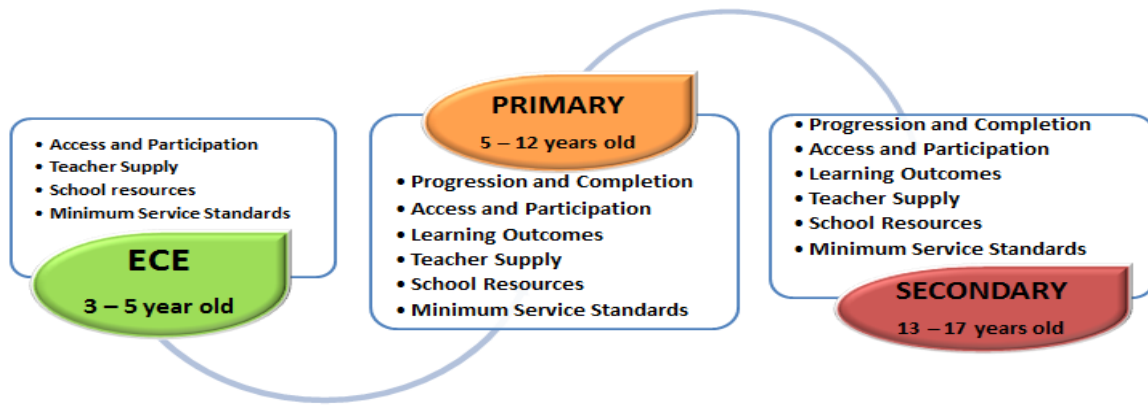 • Access and Participation
• Teacher Supply
• School resources
• Minimum Service Standards
ECE
3 – 5 year old
PRIMARY
5 – 12 years old
• Progression and Completion
• Access and Participation
• Learning Outcomes
• Teacher Supply
• School Resources
• Minimum Service Standards
• Progression and Completion
• Access and Participation
• Learning Outcomes
• Teacher Supply
• School Resources
• Minimum Service Standards
SECONDARY
13 – 17 years old